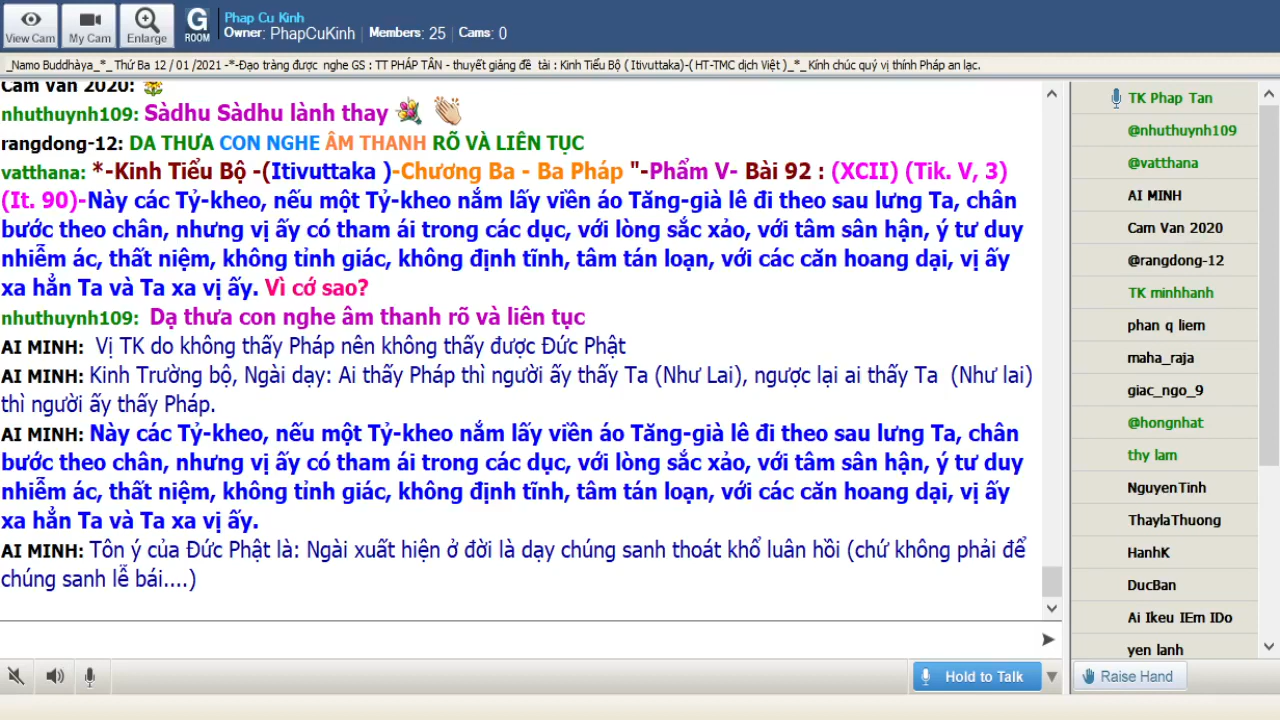 View Cam
My Cam
Enlarge
G
ROOM
Phap Cu Kinh
Owner: PhapCuKinh | Members: 25 | Cams: 0
_Namo Buddhàya_*_ Thứ Ba 12 / 01 /2021 -*-Đạo tràng được nghe GS : TT PHÁP TÂN - thuyết giảng đề tài : Kinh Tiểu Bộ ( Itivuttaka)-( HT-TMC dịch Việt )_*_ Kính chúc quý vị thính Pháp an lạc.
Cam Van 2020:
nhuthuynh109: Sàdhu Sàdhu lành thay
rangdong-12: DA THƯA CON NGHE ÂM THANH RÕ VÀ LIÊN TỤC
vatthana: *-Kinh Tiểu Bộ -(Itivuttaka )-Chương Ba - Ba Pháp "-Phẩm V- Bài 92 : (XCII) (Tik. V, 3)
(It. 90)-Này các Tỷ-kheo, nếu một Tỷ-kheo nắm lấy viền áo Tăng-già lê đi theo sau lưng Ta, chân
bước theo chân, nhưng vị ấy có tham ái trong các dục, với lòng sắc xảo, với tâm sân hận, ý tư duy
nhiễm ác, thất niệm, không tỉnh giác, không định tĩnh, tâm tán loạn, với các căn hoang dại, vị ấy
xa hẳn Ta và Ta xa vị ấy. Vì cớ sao?
nhuthuynh109: Dạ thưa con nghe âm thanh rõ và liên tục
AI MINH: Vị TK do không thấy Pháp nên không thấy được Đức Phật
AI MINH: Kinh Trường bộ, Ngài dạy: Ai thấy Pháp thì người ấy thấy Ta (Như Lai), ngược lại ai thấy Ta (Như lai)
thì người ấy thấy Pháp.
AI MINH: Này các Tỷ-kheo, nếu một Tỷ-kheo nắm lấy viền áo Tăng-già lê đi theo sau lưng Ta, chân
bước theo chân, nhưng vị ấy có tham ái trong các dục, với lòng sắc xảo, với tâm sân hận, ý tư duy
nhiễm ác, thất niệm, không tỉnh giác, không định tĩnh, tâm tán loạn, với các căn hoang dại, vị ấy
xa hẳn Ta và Ta xa vị ấy.
AI MINH: Tôn ý của Đức Phật là: Ngài xuất hiện ở đời là dạy chúng sanh thoát khổ luân hồi (chứ không phải để
chúng sanh lễ bái....)
TK Phap Tan
@nhuthuynh109
@vatthana
AI MINH
Cam Van 2020
@rangdong-12
TK minhhanh
phan q liem
maha_raja
giac_ngo_9
@hongnhat
thy lam
NguyenTinh
ThaylaThuong
HanhK
DucBan
Ai Ikeu IEm IDo
yen lanh
Hold to Talk
Raise Hand